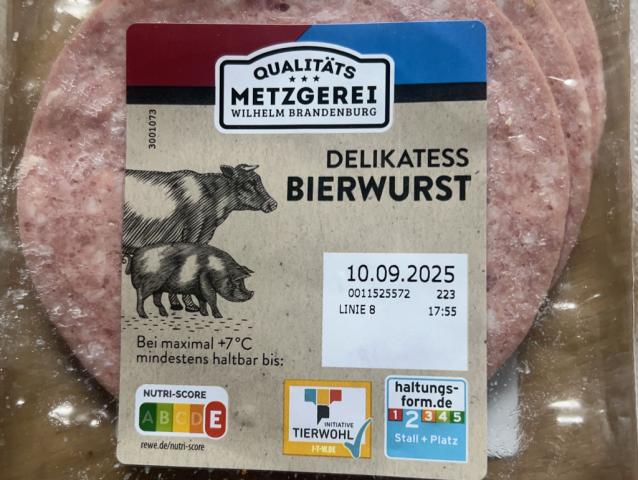 QUALITÄTS
METZGEREI
WILHELM BRANDENBURG
3001073
DELIKATESS
BIERWURST
10.09.2025
0011525572 223
LINIE 8 17:55
Bei maximal +7°C
mindestens haltbar bis:
NUTRI-SCORE
A B C D E
rewe.de/nutri-score
INITIATIVE
TIERWOHL
I-T-W.DE
haltungs-
form.de
1 2 3 4 5
Stall + Platz